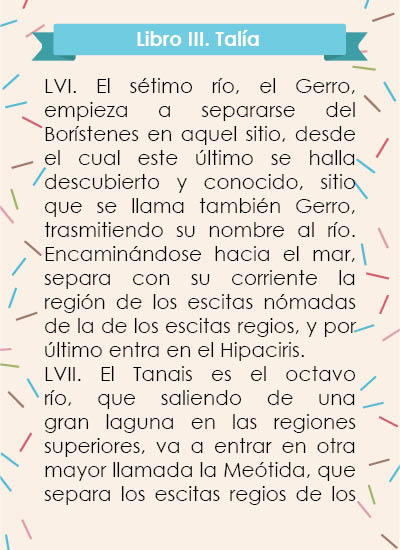 Libro III. Talía
LVI. El sétimo río, el Gerro,
empieza a separarse del
Borístenes en aquel sitio, desde
el cual este último se halla
descubierto y conocido, sitio
que se llama también Gerro,
trasmitiendo su nombre al río.
Encaminándose hacia el mar,
separa con su corriente la
región de los escitas nómadas
de la de los escitas regios, y por
último entra en el Hipaciris.
LVII. El Tanais es el octavo
río, que saliendo de una
gran laguna en las regiones
superiores, va a entrar en otra
mayor llamada la Meótida, que
separa los escitas regios de los